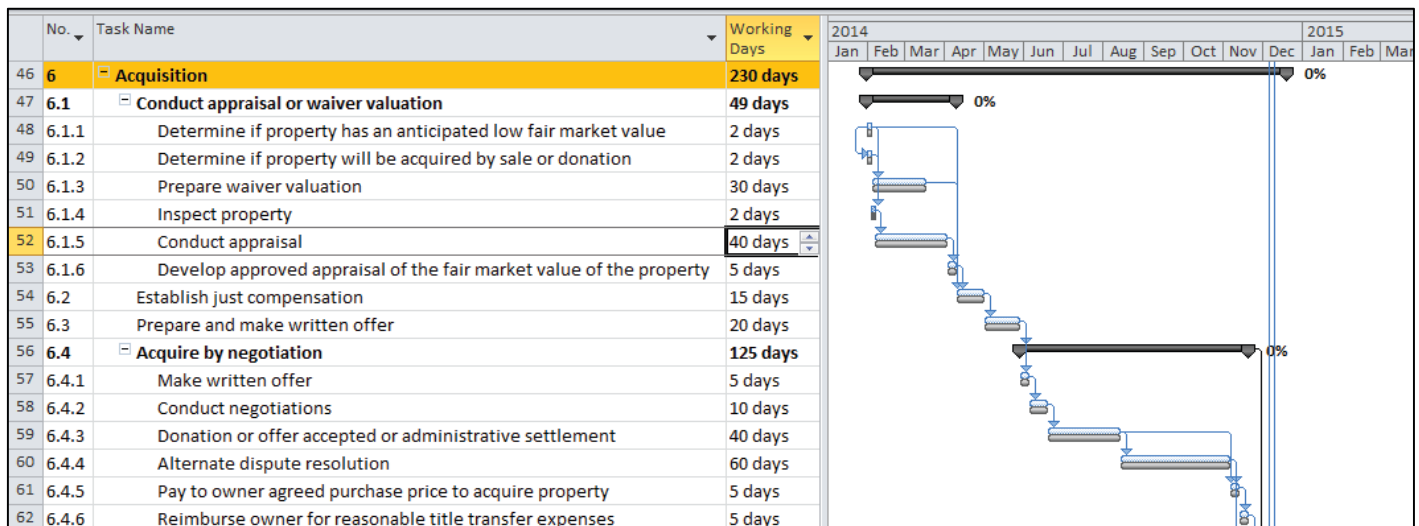 No. Task Name Working Days 2014 2015
Jan Feb Mar Apr May Jun Jul Aug Sep Oct Nov Dec Jan Feb Mar
46 6 Acquisition 230 days 0%
47 6.1 Conduct appraisal or waiver valuation 49 days 0%
48 6.1.1 Determine if property has an anticipated low fair market value 2 days
49 6.1.2 Determine if property will be acquired by sale or donation 2 days
50 6.1.3 Prepare waiver valuation 30 days
51 6.1.4 Inspect property 2 days
52 6.1.5 Conduct appraisal 40 days
53 6.1.6 Develop approved appraisal of the fair market value of the property 5 days
54 6.2 Establish just compensation 15 days
55 6.3 Prepare and make written offer 20 days
56 6.4 Acquire by negotiation 125 days 0%
57 6.4.1 Make written offer 5 days
58 6.4.2 Conduct negotiations 10 days
59 6.4.3 Donation or offer accepted or administrative settlement 40 days
60 6.4.4 Alternate dispute resolution 60 days
61 6.4.5 Pay to owner agreed purchase price to acquire property 5 days
62 6.4.6 Reimburse owner for reasonable title transfer expenses 5 days